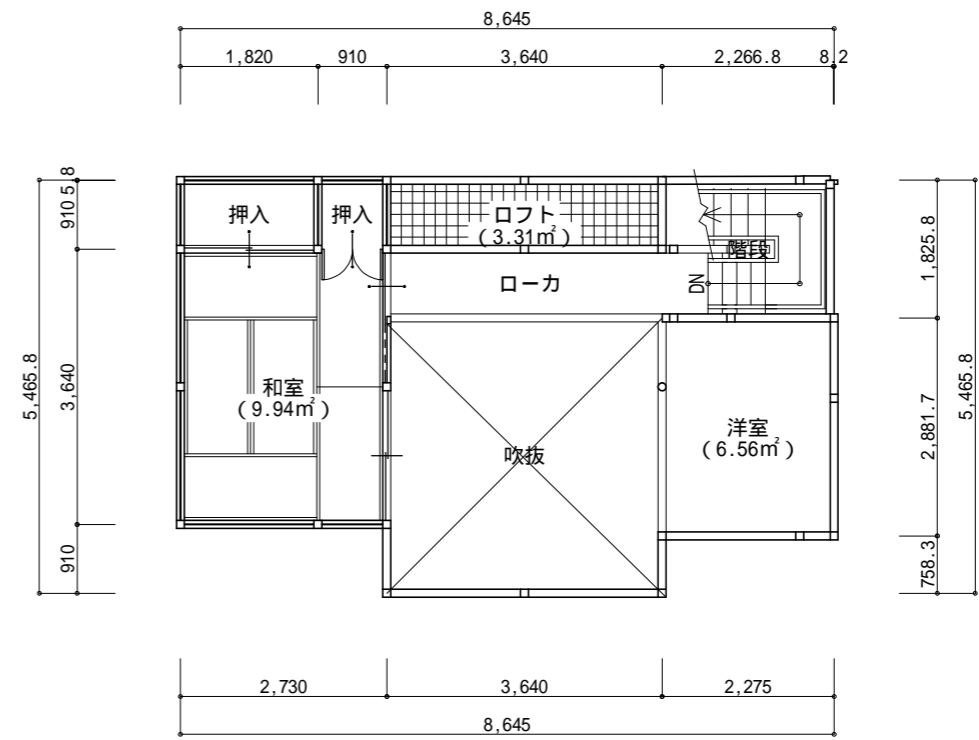 8,645
1,820 910 3,640 2,266.8 8.2
押入 押入 ロフト
（3.31㎡）
階段
ローカ
DN
和室
（9.94㎡）
吹抜
洋室
（6.56㎡）
5,465.8
5.8
910
3,640
910
1,825.8
2,881.7
758.3
5,465.8
2,730 3,640 2,275
8,645